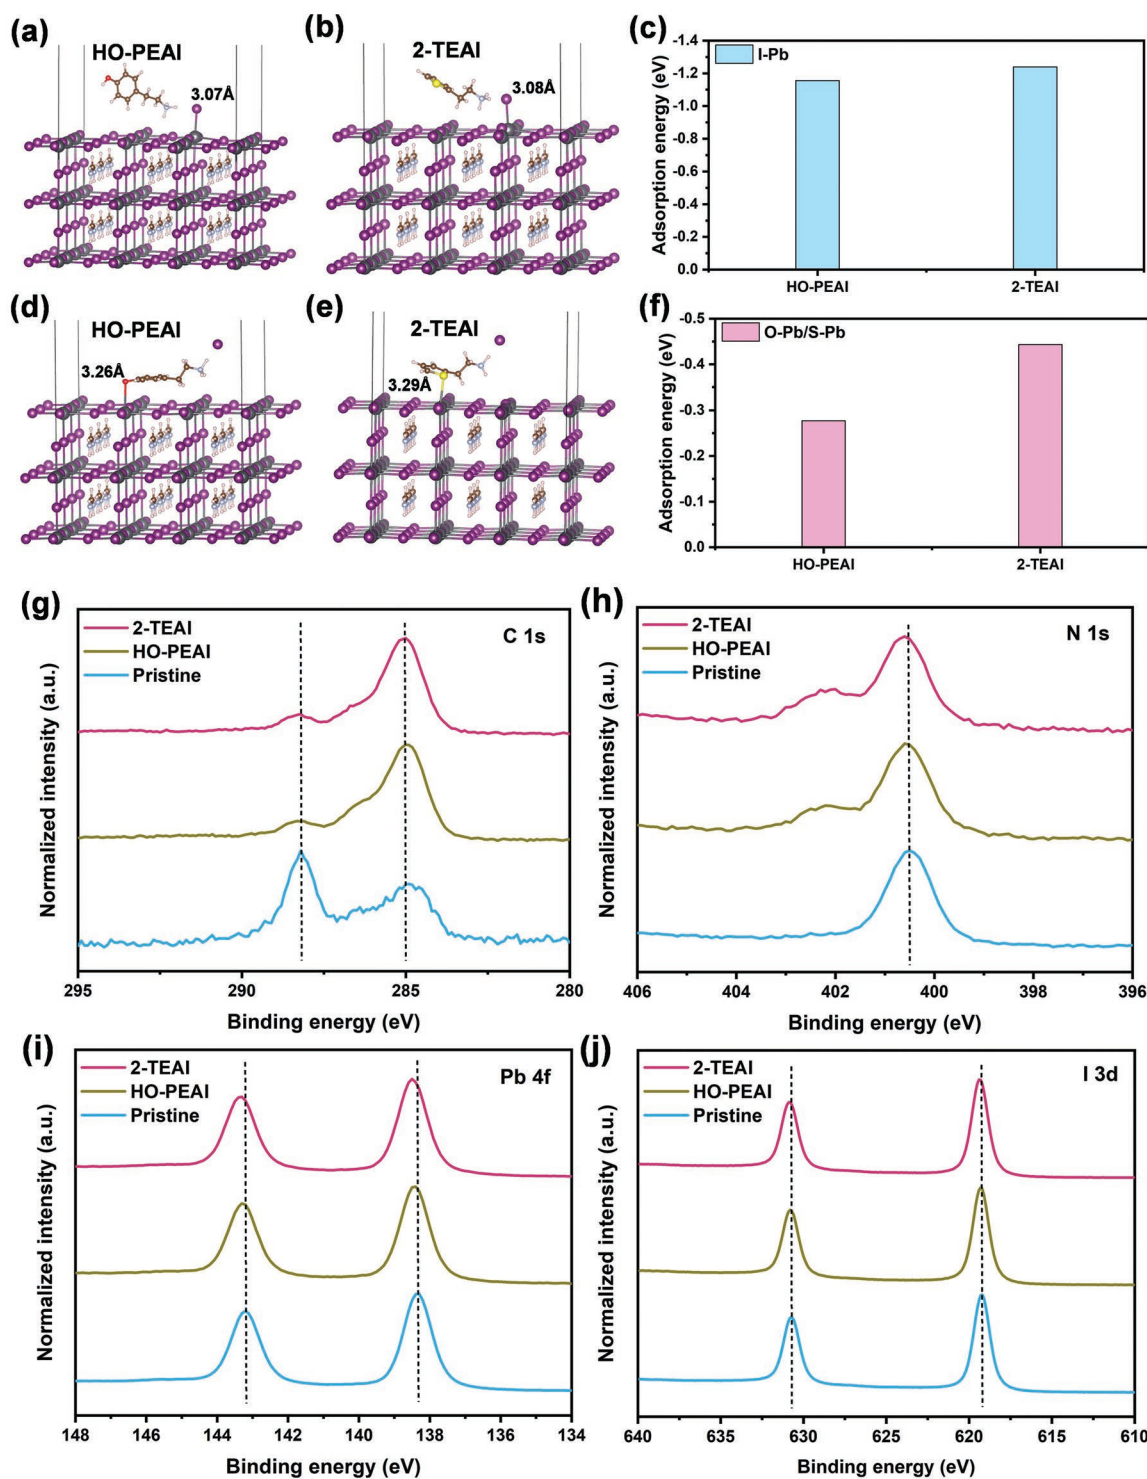 (a)
HO-PEAI
3.07Å
(b)
2-TEAI
3.08Å
(c)
I-Pb
Adsorption energy (eV)
-1.4
-1.2
-1.0
-0.8
-0.6
-0.4
-0.2
0.0
HO-PEAI 2-TEAI
(d)
HO-PEAI
3.26Å
(e)
2-TEAI
3.29Å
(f)
O-Pb/S-Pb
Adsorption energy (eV)
-0.5
-0.4
-0.3
-0.2
-0.1
0.0
HO-PEAI 2-TEAI
(g)
2-TEAI
HO-PEAI
Pristine
C 1s
Normalized intensity (a.u.)
295 290 285 280
Binding energy (eV)
(h)
2-TEAI
HO-PEAI
Pristine
N 1s
Normalized intensity (a.u.)
406 404 402 400 398 396
Binding energy (eV)
(i)
2-TEAI
HO-PEAI
Pristine
Pb 4f
Normalized intensity (a.u.)
148 146 144 142 140 138 136 134
Binding energy (eV)
(j)
2-TEAI
HO-PEAI
Pristine
I 3d
Normalized intensity (a.u.)
640 635 630 625 620 615 610
Binding energy (eV)